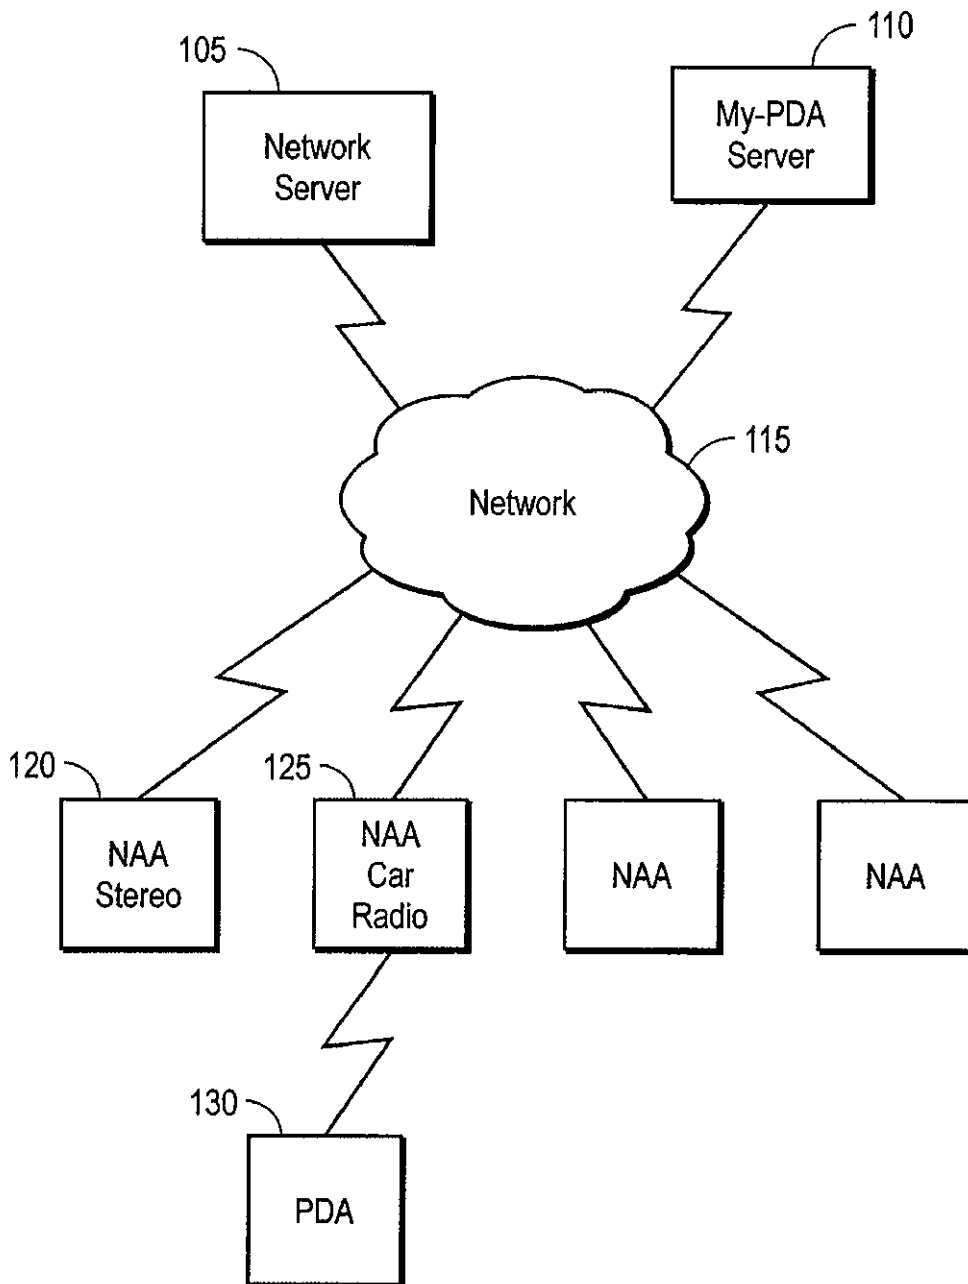 105
110
Network
Server
My-PDA
Server
115
Network
120
125
NAA
Stereo
NAA
Car
Radio
NAA
NAA
130
PDA